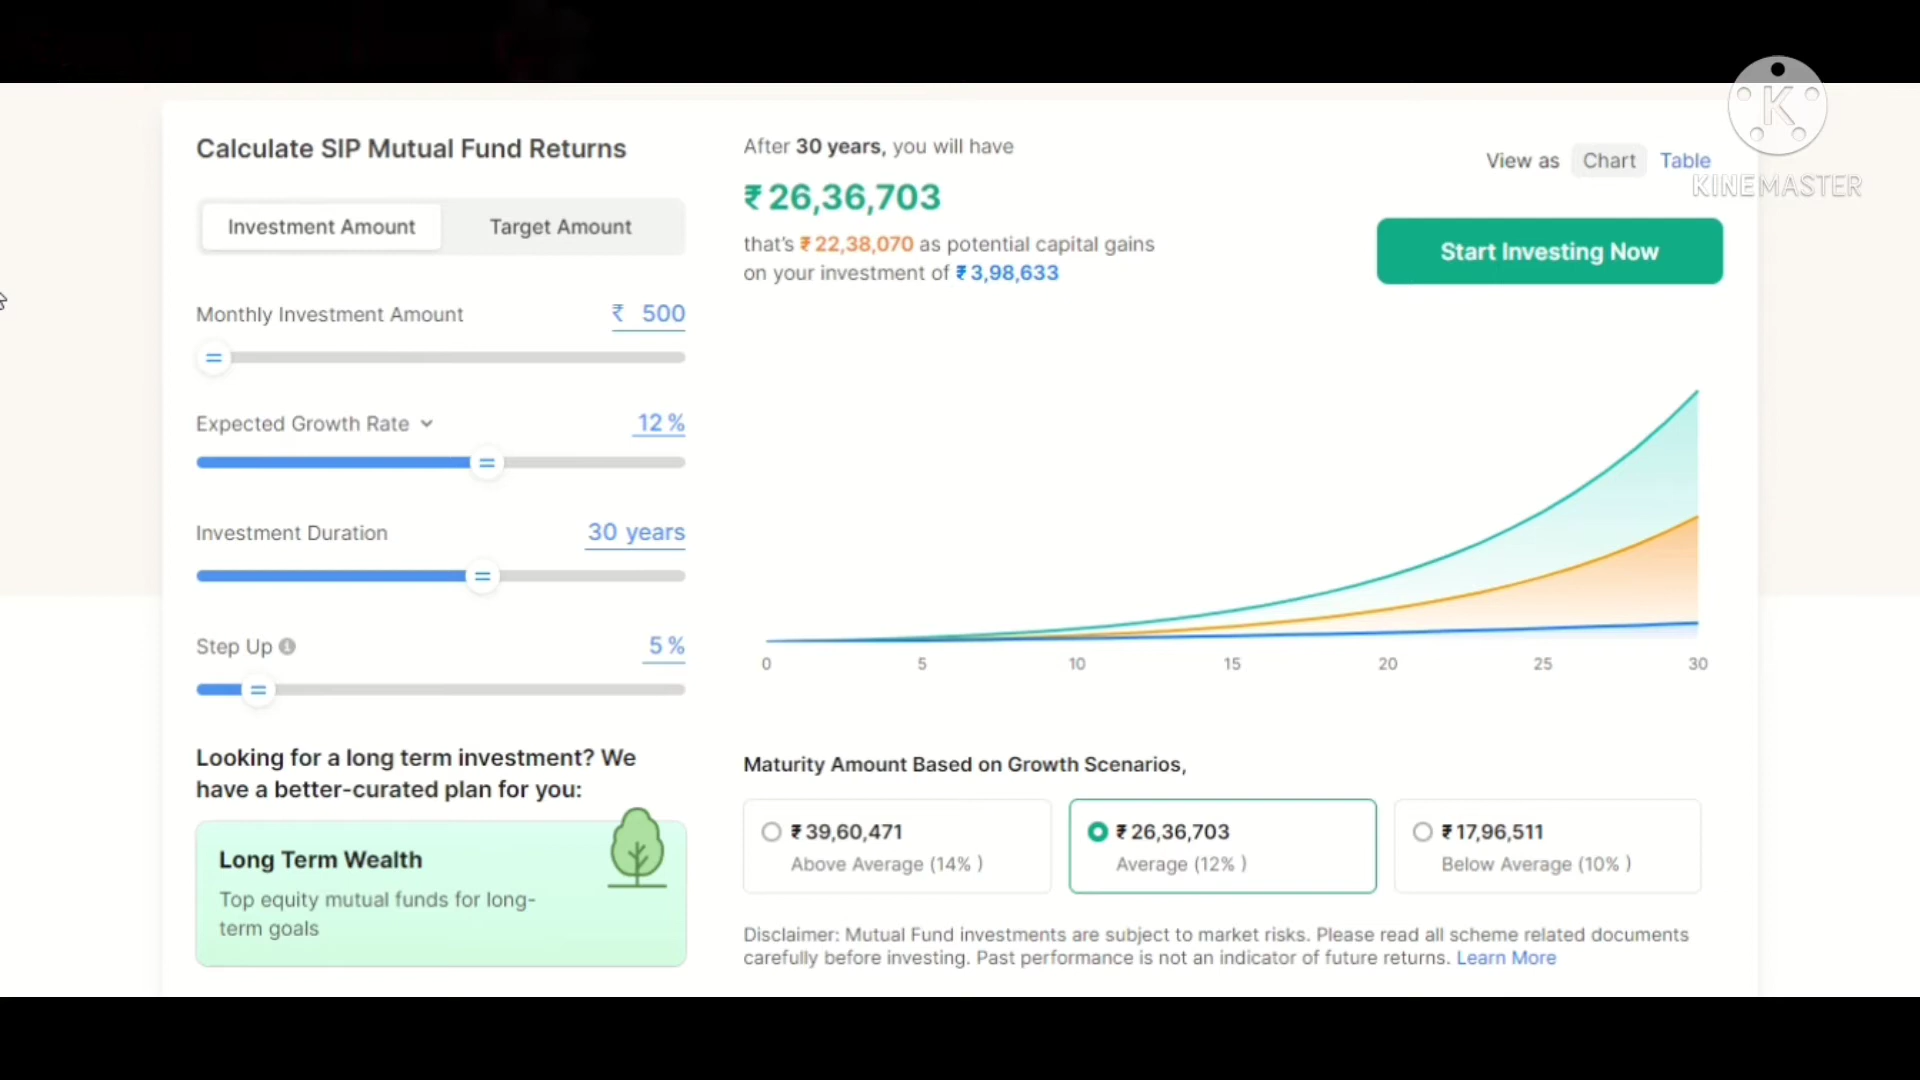 Calculate SIP Mutual Fund Returns
Investment Amount
Target Amount
Monthly Investment Amount
₹ 500
Expected Growth Rate
12 %
Investment Duration
30 years
Step Up
5 %
Looking for a long term investment? We
have a better-curated plan for you:
Long Term Wealth
Top equity mutual funds for long-
term goals
After 30 years, you will have
₹ 26,36,703
that's ₹ 22,38,070 as potential capital gains
on your investment of ₹ 3,98,633
View as Chart Table
K
KINEMASTER
Start Investing Now
0 5 10 15 20 25 30
Maturity Amount Based on Growth Scenarios,
₹ 39,60,471
Above Average (14% )
₹ 26,36,703
Average (12% )
₹ 17,96,511
Below Average (10% )
Disclaimer: Mutual Fund investments are subject to market risks. Please read all scheme related documents
carefully before investing. Past performance is not an indicator of future returns. Learn More